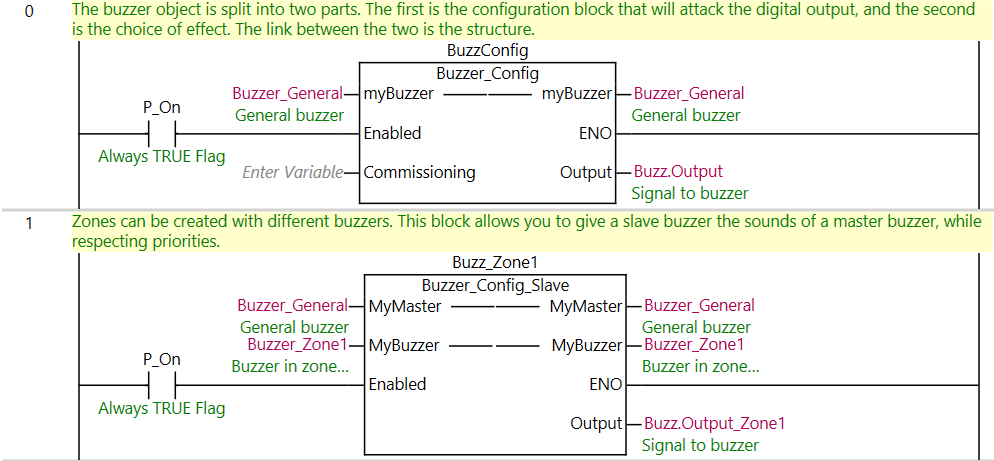 0
The buzzer object is split into two parts. The first is the configuration block that will attack the digital output, and the second
is the choice of effect. The link between the two is the structure.
BuzzConfig
Buzzer_Config
Buzzer_General myBuzzer myBuzzer Buzzer_General
General buzzer General buzzer
P_On
Enabled ENO
Always TRUE Flag
Enter Variable Commissioning Output Buzz.Output
Signal to buzzer
1
Zones can be created with different buzzers. This block allows you to give a slave buzzer the sounds of a master buzzer, while
respecting priorities.
Buzz_Zone1
Buzzer_Config_Slave
Buzzer_General MyMaster MyMaster Buzzer_General
General buzzer General buzzer
Buzzer_Zone1 MyBuzzer MyBuzzer Buzzer_Zone1
Buzzer in zone... Buzzer in zone...
P_On
Enabled ENO
Always TRUE Flag
Output Buzz.Output_Zone1
Signal to buzzer